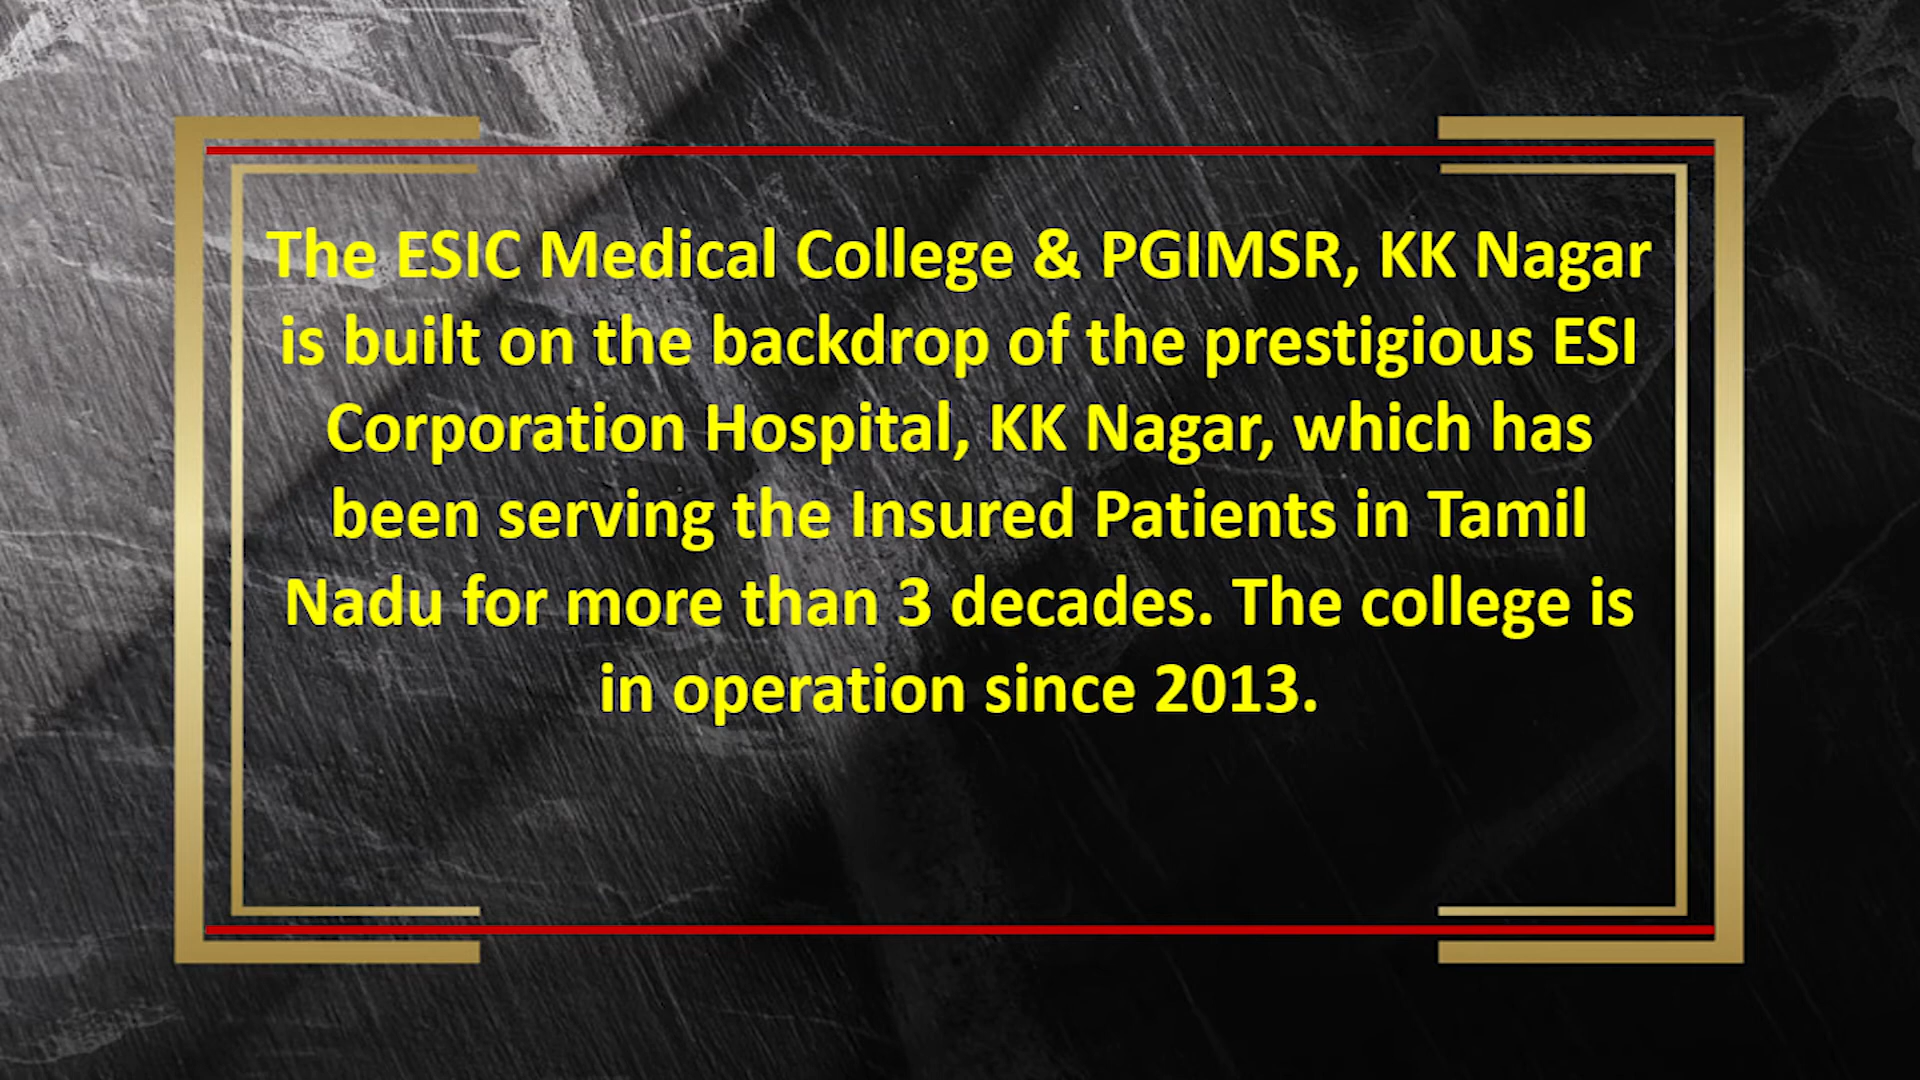 The ESIC Medical College & PGIMSR, KK Nagar
is built on the backdrop of the prestigious ESI
Corporation Hospital, KK Nagar, which has
been serving the Insured Patients in Tamil
Nadu for more than 3 decades. The college is
in operation since 2013.